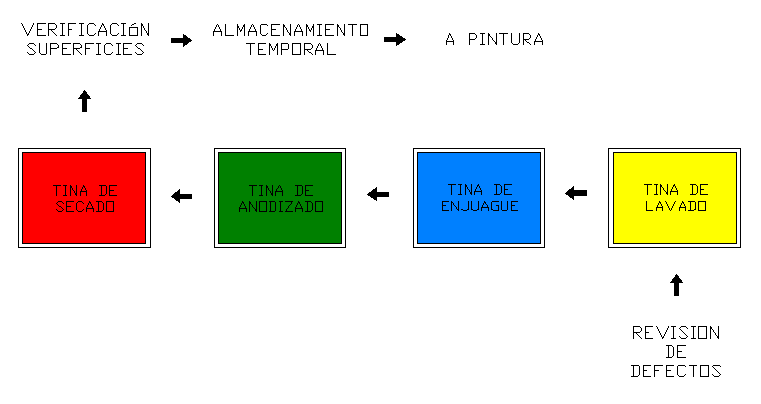 VERIFICACIóN
SUPERFICIES
ALMACENAMIENTO
TEMPORAL
A PINTURA
TINA DE
SECADO
TINA DE
ANODIZADO
TINA DE
ENJUAGUE
TINA DE
LAVADO
REVISION
DE
DEFECTOS